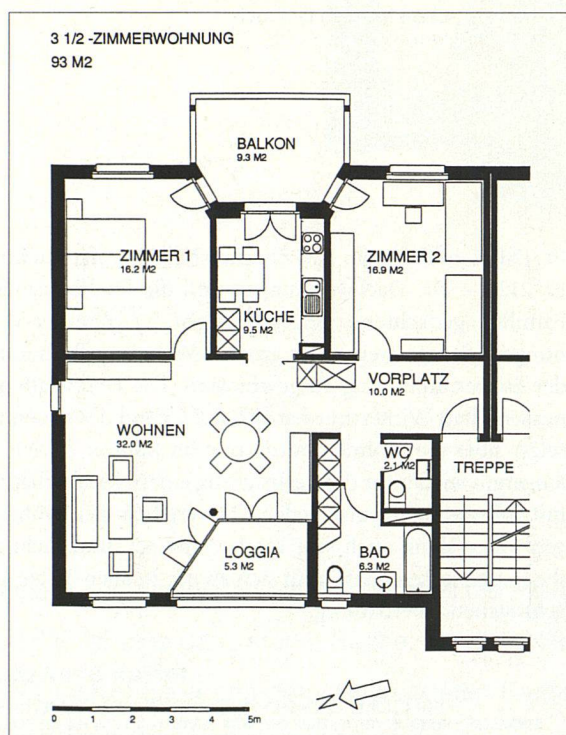 3 1/2 -ZIMMERWOHNUNG
93 M2
BALKON
9.3 M2
ZIMMER 1
16.2 M2
ZIMMER 2
16.9 M2
KÜCHE
9.5 M2
VORPLATZ
10.0 M2
WOHNEN
32.0 M2
WC
2.1 M2
TREPPE
LOGGIA
5.3 M2
BAD
6.3 M2
N
0 1 2 3 4 5m